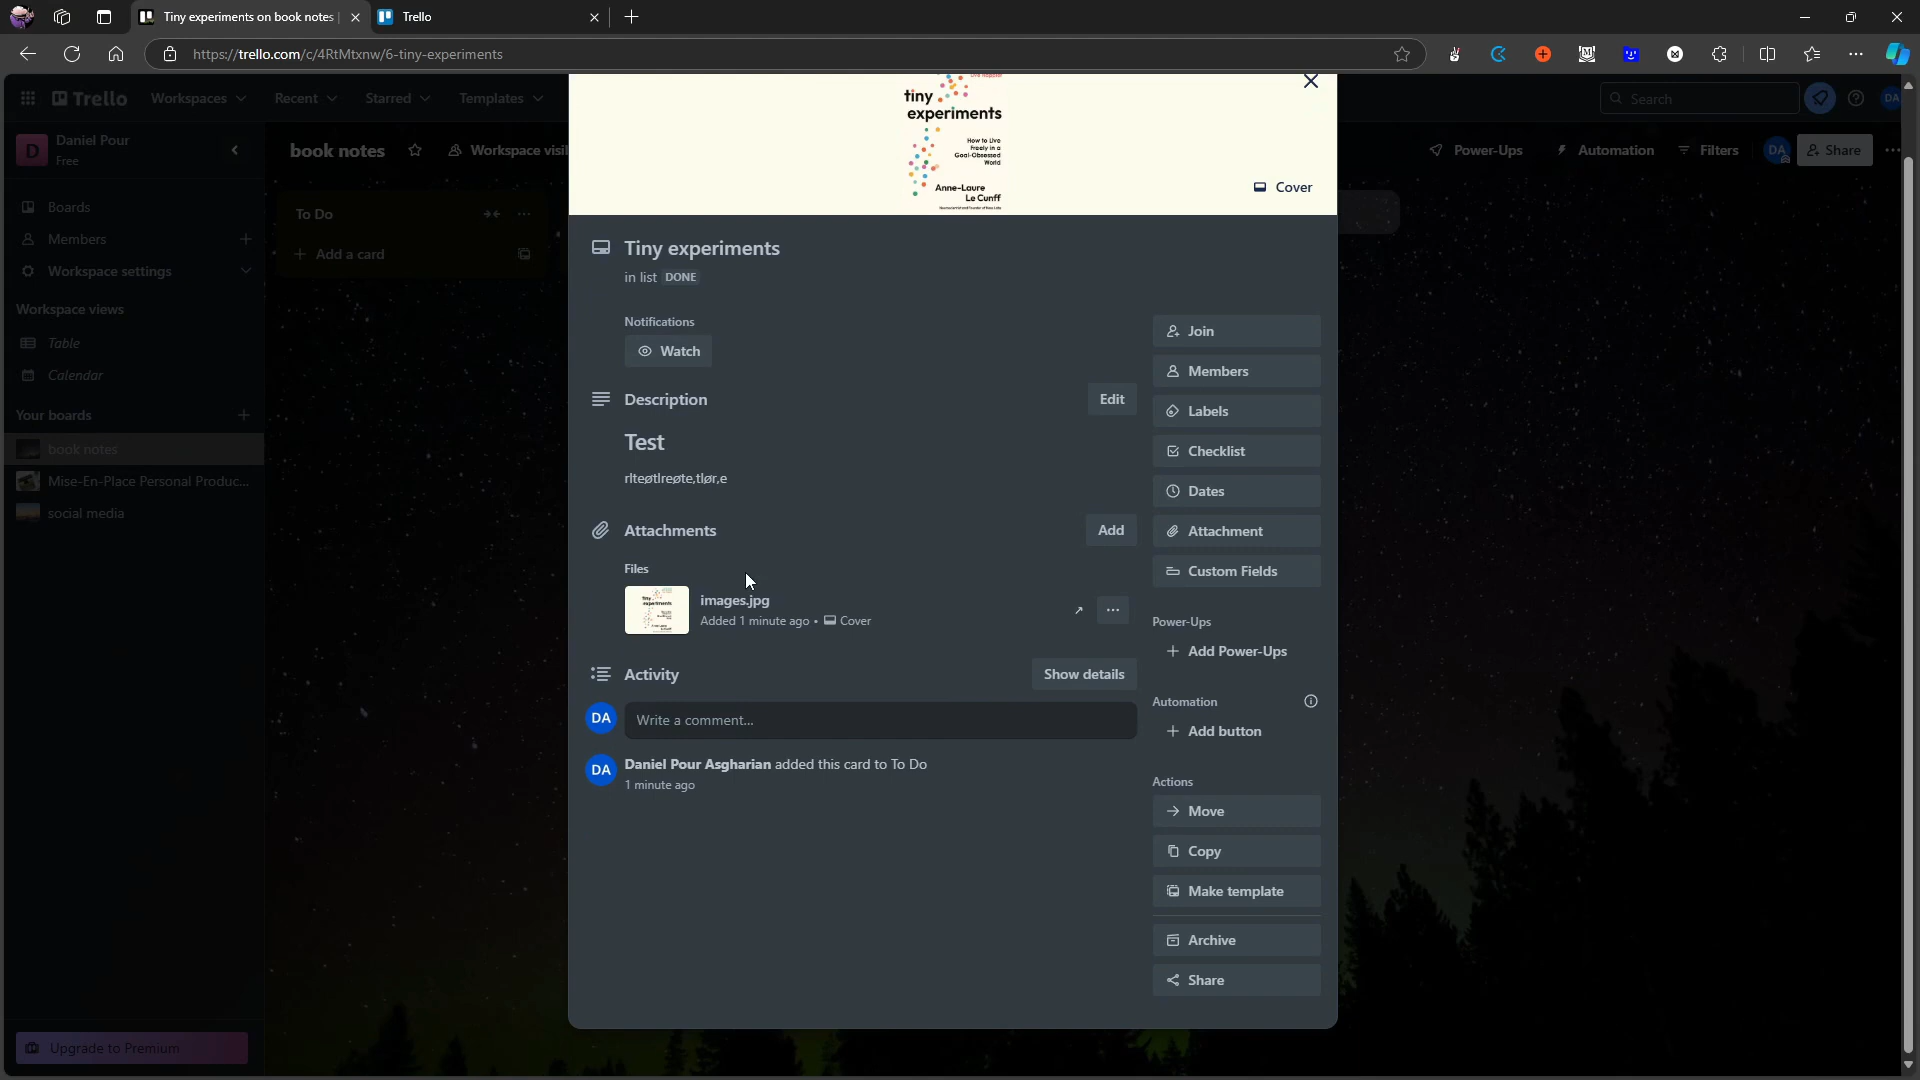 Tiny experiments on book notes |
Trello
https://trello.com/c/4RtMtxnw/6-tiny-experiments
Trello
Workspaces
Recent
Starred
Templates
Search
DA
D
Daniel Pour
Free
book notes
Workspace visil
Power-Ups
Automation
Filters
DA
Share
Boards
Members
Workspace settings
Workspace views
Table
Calendar
Your boards
book notes
Mise-En-Place Personal Produc...
social media
Upgrade to Premium
To Do
Add a card
tiny
experiments
How to Live
Freely in a
Goal-Obsessed
World
Anne-Laure
Le Cunff
Cover
Tiny experiments
in list DONE
Notifications
Watch
Description
Edit
Test
rlteøtlreøte,tlør,e
Attachments
Add
Files
images.jpg
Added 1 minute ago • Cover
Activity
Show details
DA
Write a comment...
DA
Daniel Pour Asgharian added this card to To Do
1 minute ago
Join
Members
Labels
Checklist
Dates
Attachment
Custom Fields
Power-Ups
Add Power-Ups
Automation
Add button
Actions
Move
Copy
Make template
Archive
Share